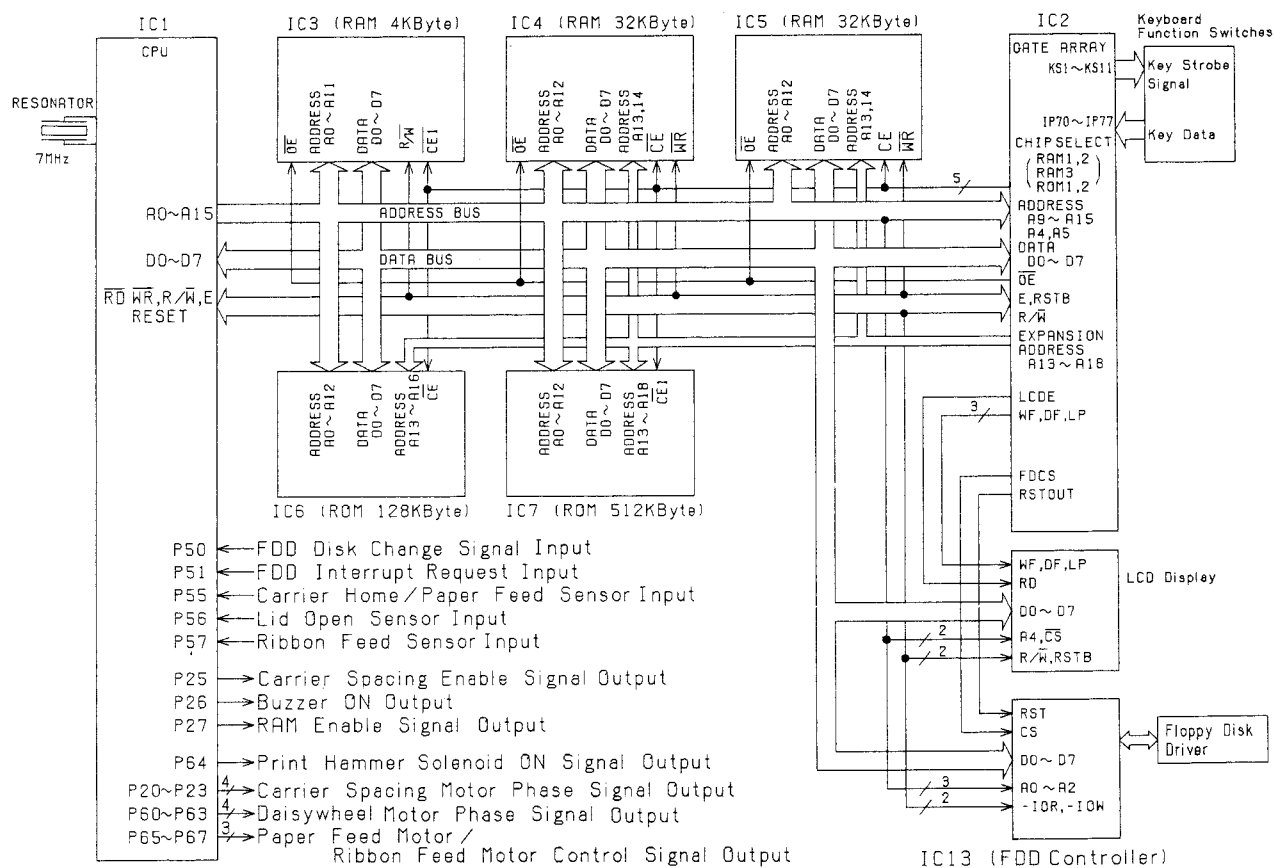 IC1
IC3 (RAM 4KByte)
IC4 (RAM 32KByte)
IC5 (RAM 32KByte)
IC2
Keyboard
Function Switches
CPU
GATE ARRAY
KS1~KS11
Key Strobe
Signal
RESONATOR
7MHz
OE
ADDRESS
A0~A11
DATA
D0~D7
R/W
CE1
OE
ADDRESS
A0~A12
DATA
D0~D7
ADDRESS
A13,14
CE
WR
OE
ADDRESS
A0~A12
DATA
D0~D7
ADDRESS
A13,14
CE
WR
IP70~IP77
Key Data
CHIPSELECT
(RAM1,2
RAM3
ROM1,2)
5
A0~A15
ADDRESS BUS
ADDRESS
A9~A15
A4,A5
D0~D7
DATA BUS
DATA
D0~D7
OE
RD WR,R/W,E
RESET
E,RSTB
R/W
EXPANSION
ADDRESS
A13~A18
ADDRESS
A0~A12
DATA
D0~D7
ADDRESS
A13~A16
CE
ADDRESS
A0~A12
DATA
D0~D7
ADDRESS
A13~A18
CE1
LCDE
3
WF,DF,LP
FDCS
RSTOUT
IC6 (ROM 128KByte)
IC7 (ROM 512KByte)
P50 FDD Disk Change Signal Input
P51 FDD Interrupt Request Input
P55 Carrier Home/Paper Feed Sensor Input
P56 Lid Open Sensor Input
P57 Ribbon Feed Sensor Input
P25 Carrier Spacing Enable Signal Output
P26 Buzzer ON Output
P27 RAM Enable Signal Output
P64 Print Hammer Solenoid ON Signal Output
P20~P23 4 Carrier Spacing Motor Phase Signal Output
P60~P63 4 Daisywheel Motor Phase Signal Output
P65~P67 3 Paper Feed Motor/
Ribbon Feed Motor Control Signal Output
WF,DF,LP
RD
D0~D7
2 A4,CS
2 R/W,RSTB
LCD Display
RST
CS
D0~D7
3 A0~A2
2 -IOR,-IOW
Floppy Disk
Driver
IC13 (FDD Controller)